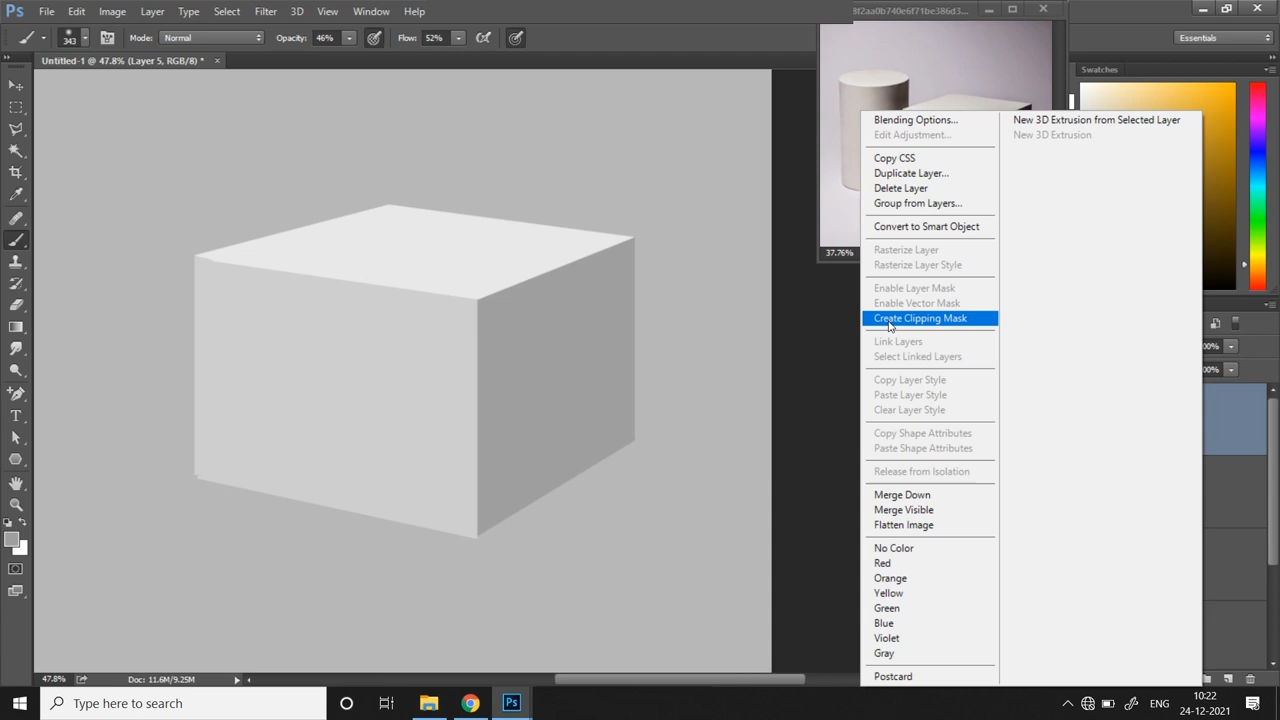 Ps File Edit Image Layer Type Select Filter 3D View Window Help
8f2aa0b740e6f71be386d3...
343 Mode: Normal Opacity: 46% Flow: 52% Essentials
Untitled-1 @ 47.8% (Layer 5, RGB/8) * ×
Swatches
37.76%
Blending Options...
Edit Adjustment...
Copy CSS
Duplicate Layer...
Delete Layer
Group from Layers...
Convert to Smart Object
Rasterize Layer
Rasterize Layer Style
Enable Layer Mask
Enable Vector Mask
Create Clipping Mask
Link Layers
Select Linked Layers
Copy Layer Style
Paste Layer Style
Clear Layer Style
Copy Shape Attributes
Paste Shape Attributes
Release from Isolation
Merge Down
Merge Visible
Flatten Image
No Color
Red
Orange
Yellow
Green
Blue
Violet
Gray
Postcard
New 3D Extrusion from Selected Layer
New 3D Extrusion
00%
00%
T
47.8% Doc: 11.6M/9.25M
Type here to search
Ps
ENG
10:22
24-12-2021